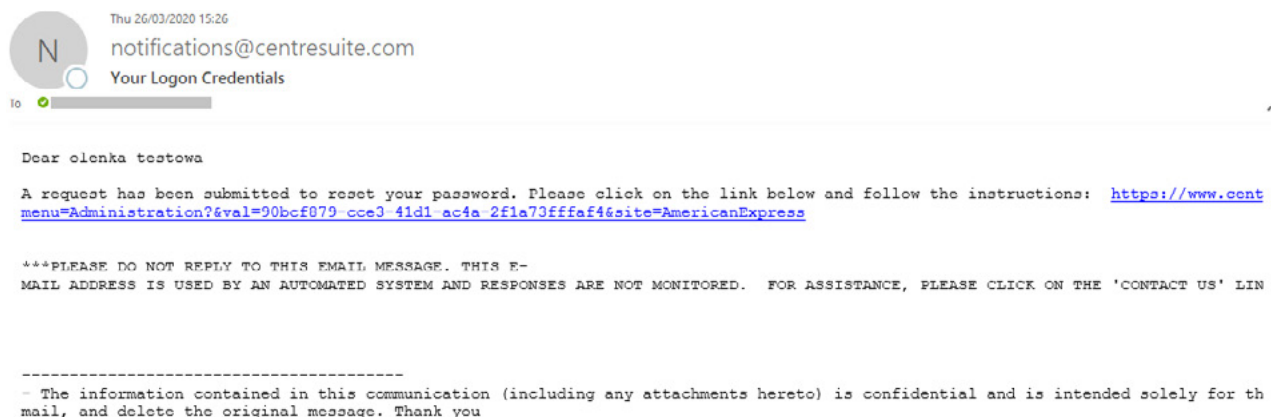 Thu 26/03/2020 15:26
N
notifications@centresuite.com
Your Logon Credentials
To
Dear olenka testowa
A request has been submitted to reset your password. Please click on the link below and follow the instructions: https://www.cent
menu=Administration?&val=90bcf879-cce3-41d1-ac4a-2f1a73fffaf4&site=AmericanExpress
***PLEASE DO NOT REPLY TO THIS EMAIL MESSAGE. THIS E-
MAIL ADDRESS IS USED BY AN AUTOMATED SYSTEM AND RESPONSES ARE NOT MONITORED. FOR ASSISTANCE, PLEASE CLICK ON THE 'CONTACT US' LIN
----------------------------------------
- The information contained in this communication (including any attachments hereto) is confidential and is intended solely for th
mail, and delete the original message. Thank you